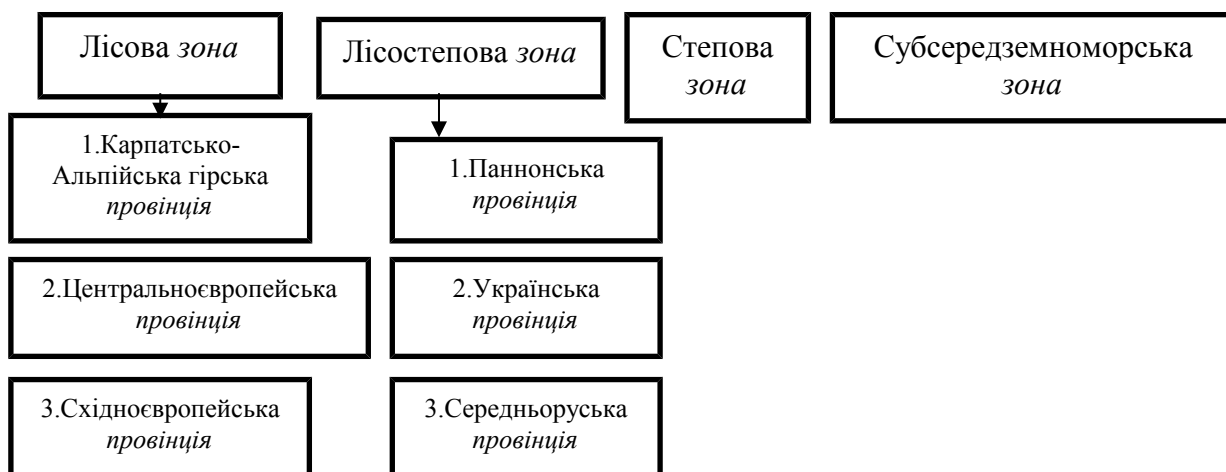 Лісова зона
Лісостепова зона
Степова
зона
Субсередземноморська
зона
1.Карпатсько-
Альпійська гірська
провінція
1.Паннонська
провінція
2.Центральноєвропейська
провінція
2.Українська
провінція
3.Східноєвропейська
провінція
3.Середньоруська
провінція